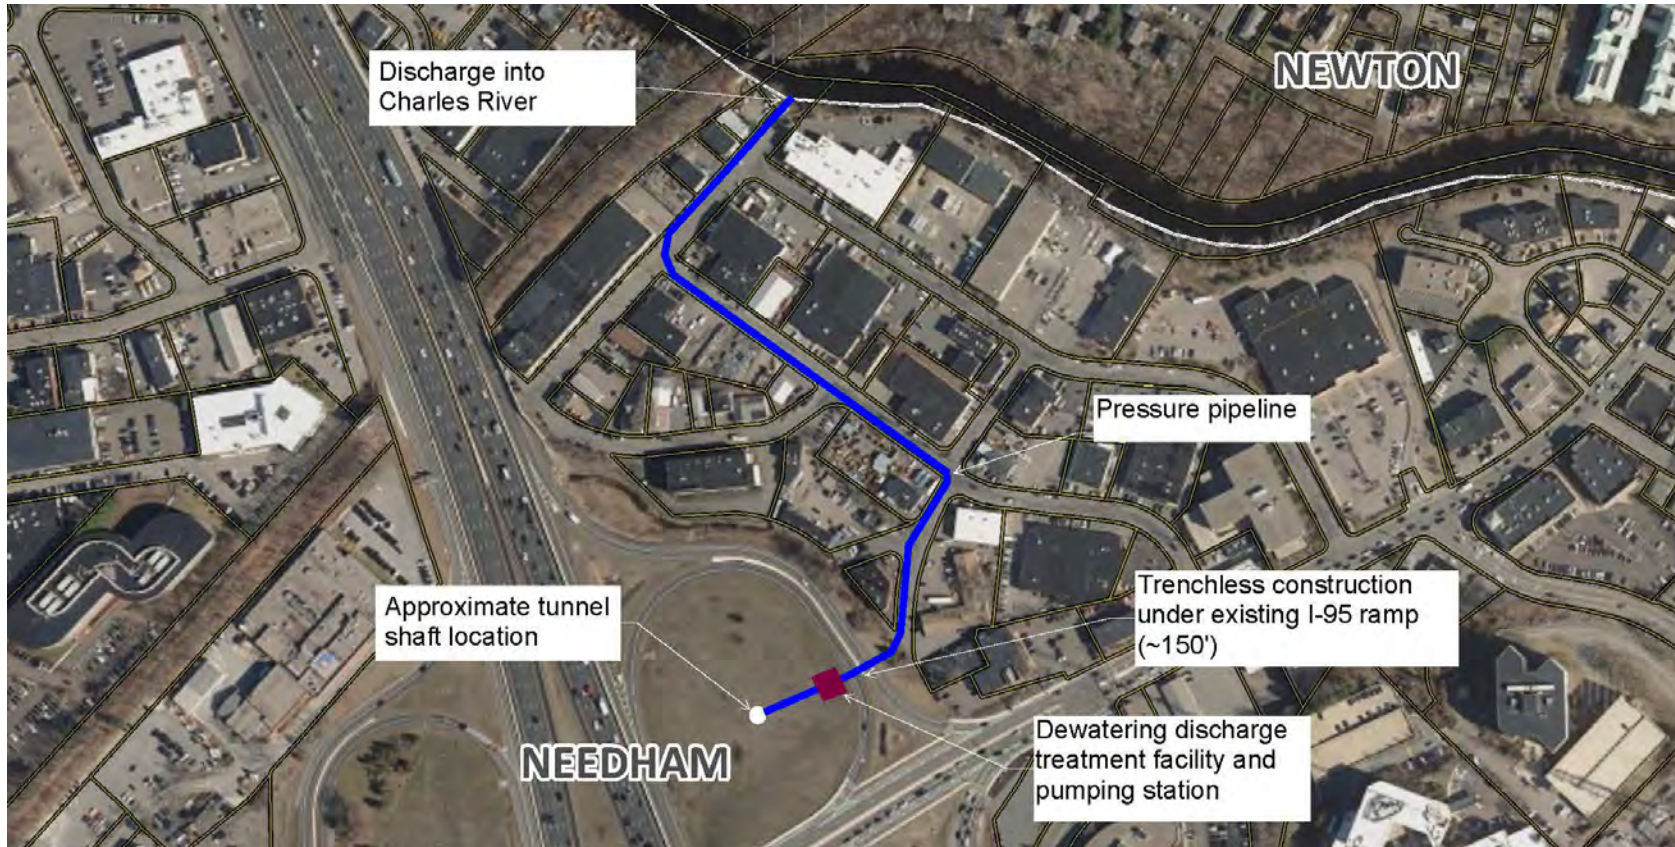 NEWTON
Discharge into
Charles River
Pressure pipeline
Trenchless construction
under existing I-95 ramp
(~150')
Approximate tunnel
shaft location
Dewatering discharge
treatment facility and
pumping station
NEEDHAM